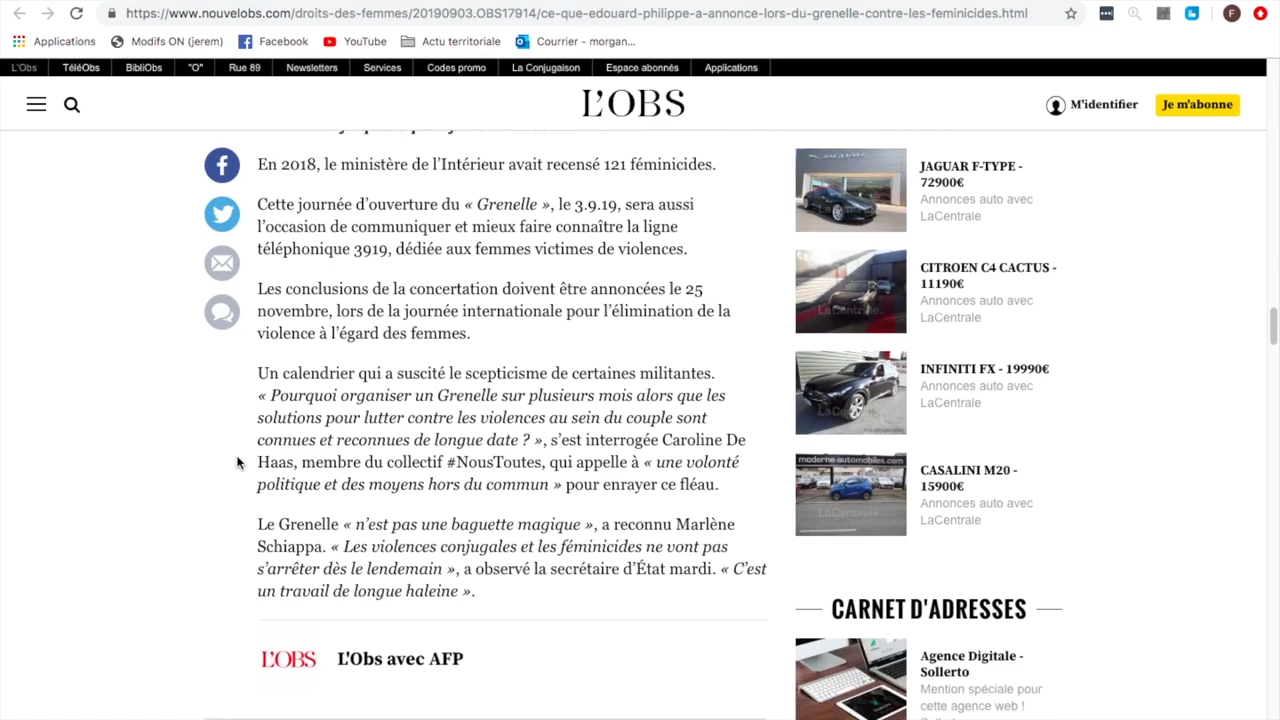 https://www.nouvelobs.com/droits-des-femmes/20190903.OBS17914/ce-que-edouard-philippe-a-annonce-lors-du-grenelle-contre-les-feminicides.html
F
Applications
Modifs ON (jerem)
Facebook
YouTube
Actu territoriale
Courrier - morgan...
L'Obs
TéléObs
BibliObs
"O"
Rue 89
Newsletters
Services
Codes promo
La Conjugaison
Espace abonnés
Applications
L'OBS
M'identifier
Je m'abonne
En 2018, le ministère de l’Intérieur avait recensé 121 féminicides.
Cette journée d’ouverture du « Grenelle », le 3.9.19, sera aussi
l’occasion de communiquer et mieux faire connaître la ligne
téléphonique 3919, dédiée aux femmes victimes de violences.
Les conclusions de la concertation doivent être annoncées le 25
novembre, lors de la journée internationale pour l’élimination de la
violence à l’égard des femmes.
Un calendrier qui a suscité le scepticisme de certaines militantes.
« Pourquoi organiser un Grenelle sur plusieurs mois alors que les
solutions pour lutter contre les violences au sein du couple sont
connues et reconnues de longue date ? », s’est interrogée Caroline De
Haas, membre du collectif #NousToutes, qui appelle à « une volonté
politique et des moyens hors du commun » pour enrayer ce fléau.
Le Grenelle « n’est pas une baguette magique », a reconnu Marlène
Schiappa. « Les violences conjugales et les féminicides ne vont pas
s’arrêter dès le lendemain », a observé la secrétaire d’État mardi. « C’est
un travail de longue haleine ».
L'OBS
L'Obs avec AFP
JAGUAR F-TYPE -
72900€
Annonces auto avec
LaCentrale
CITROEN C4 CACTUS -
11190€
Annonces auto avec
LaCentrale
INFINITI FX - 19990€
Annonces auto avec
LaCentrale
moderne-automobiles.com
LaCentrale
CASALINI M20 -
15900€
Annonces auto avec
LaCentrale
CARNET D'ADRESSES
Agence Digitale -
Sollerto
Mention spéciale pour
cette agence web !